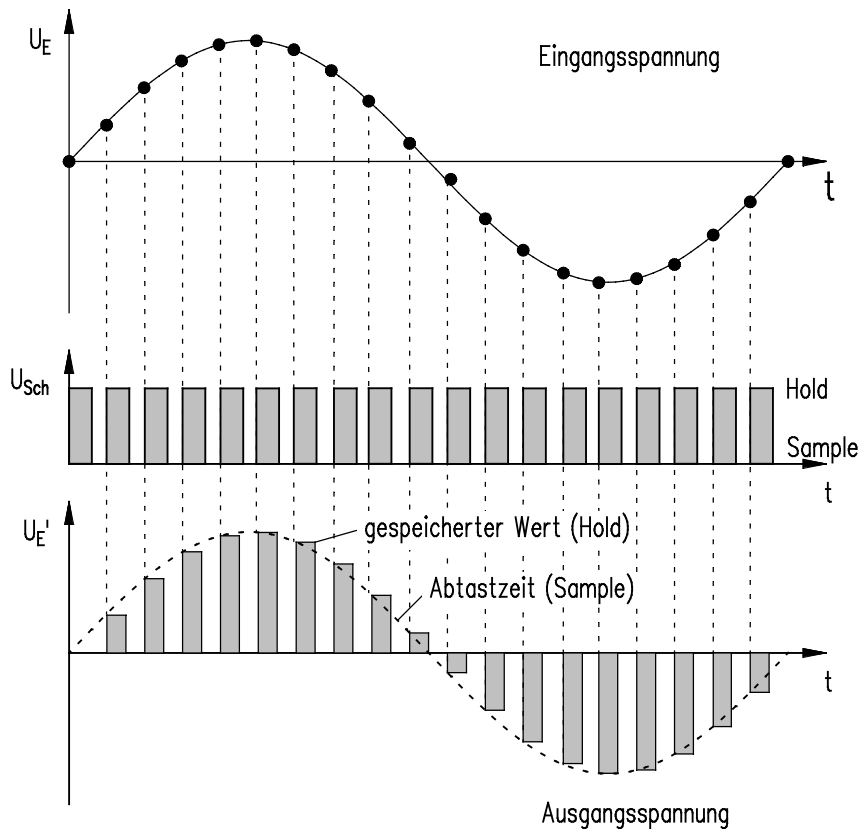 U_E
Eingangsspannung
t
U_Sch
Hold
Sample
t
U_E'
gespeicherter Wert (Hold)
Abtastzeit (Sample)
t
Ausgangsspannung